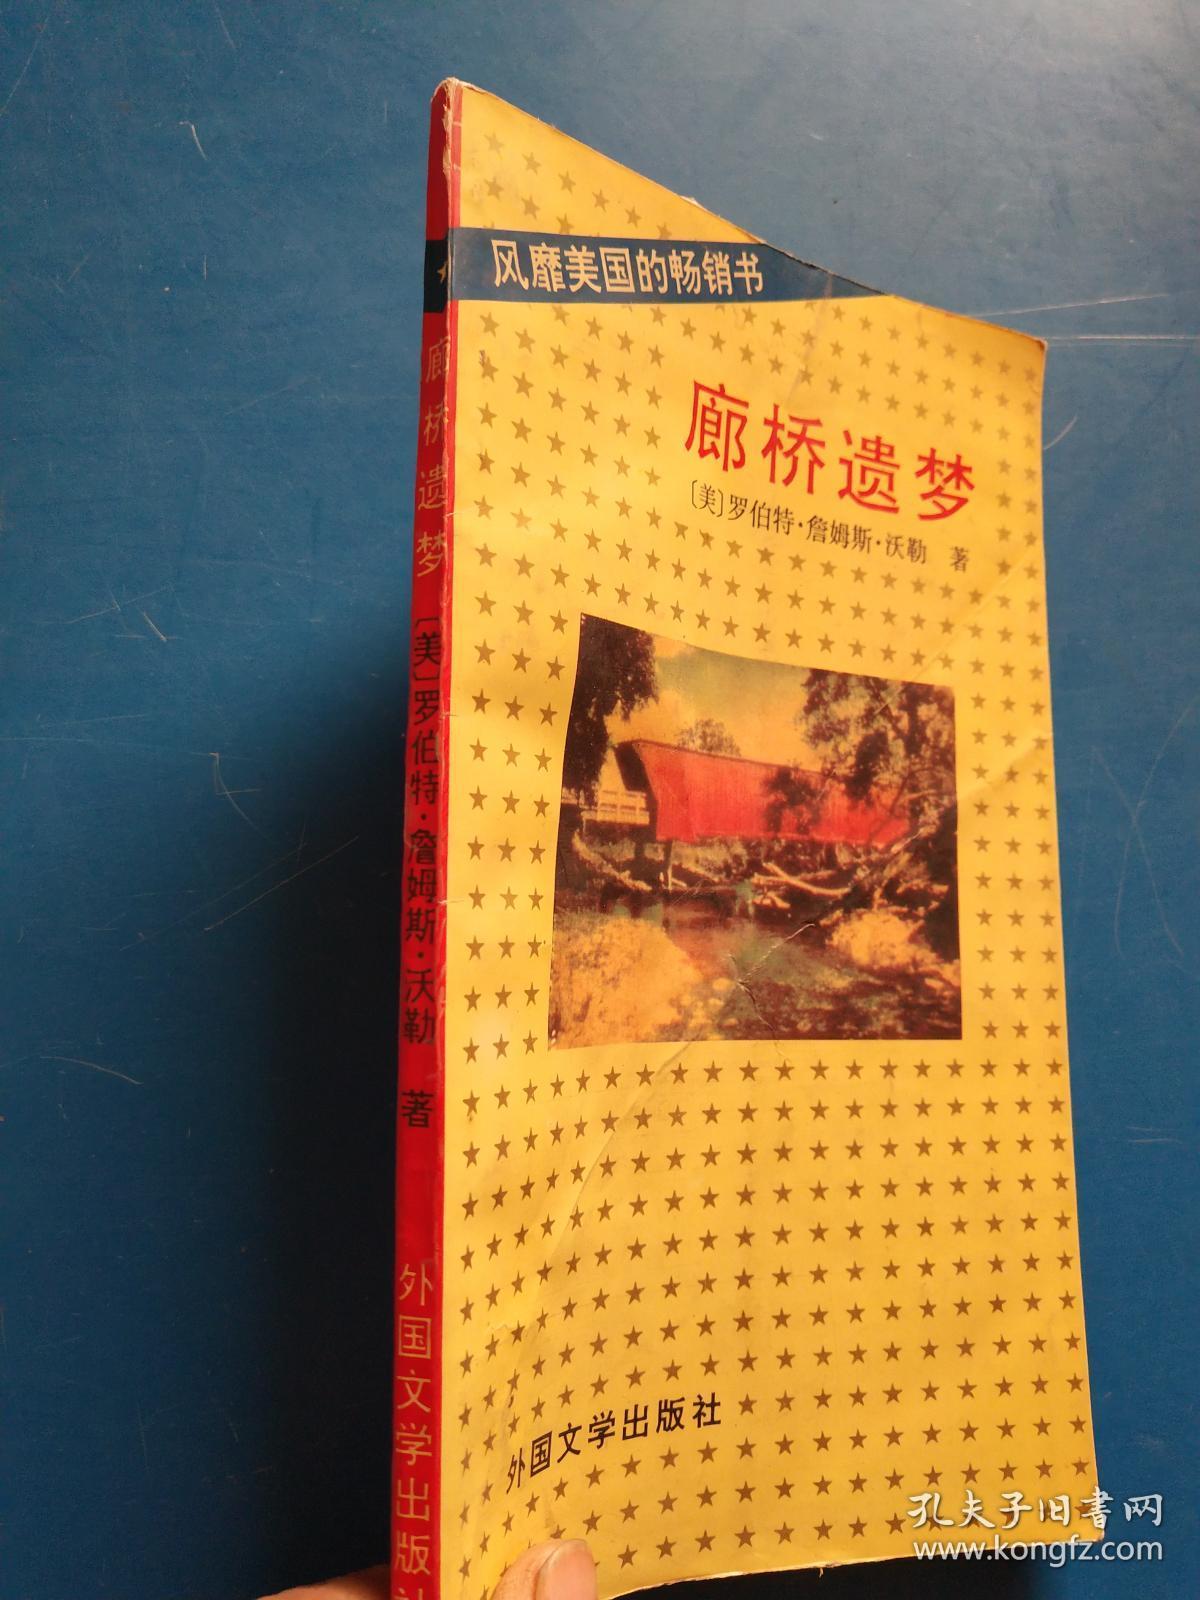 风靡美国的畅销书
廊桥遗梦
〔美〕罗伯特·詹姆斯·沃勒 著
外国文学出版社
廊桥遗梦 〔美〕罗伯特·詹姆斯·沃勒 著 外国文学出版社
孔夫子旧书网
www.kongfz.com